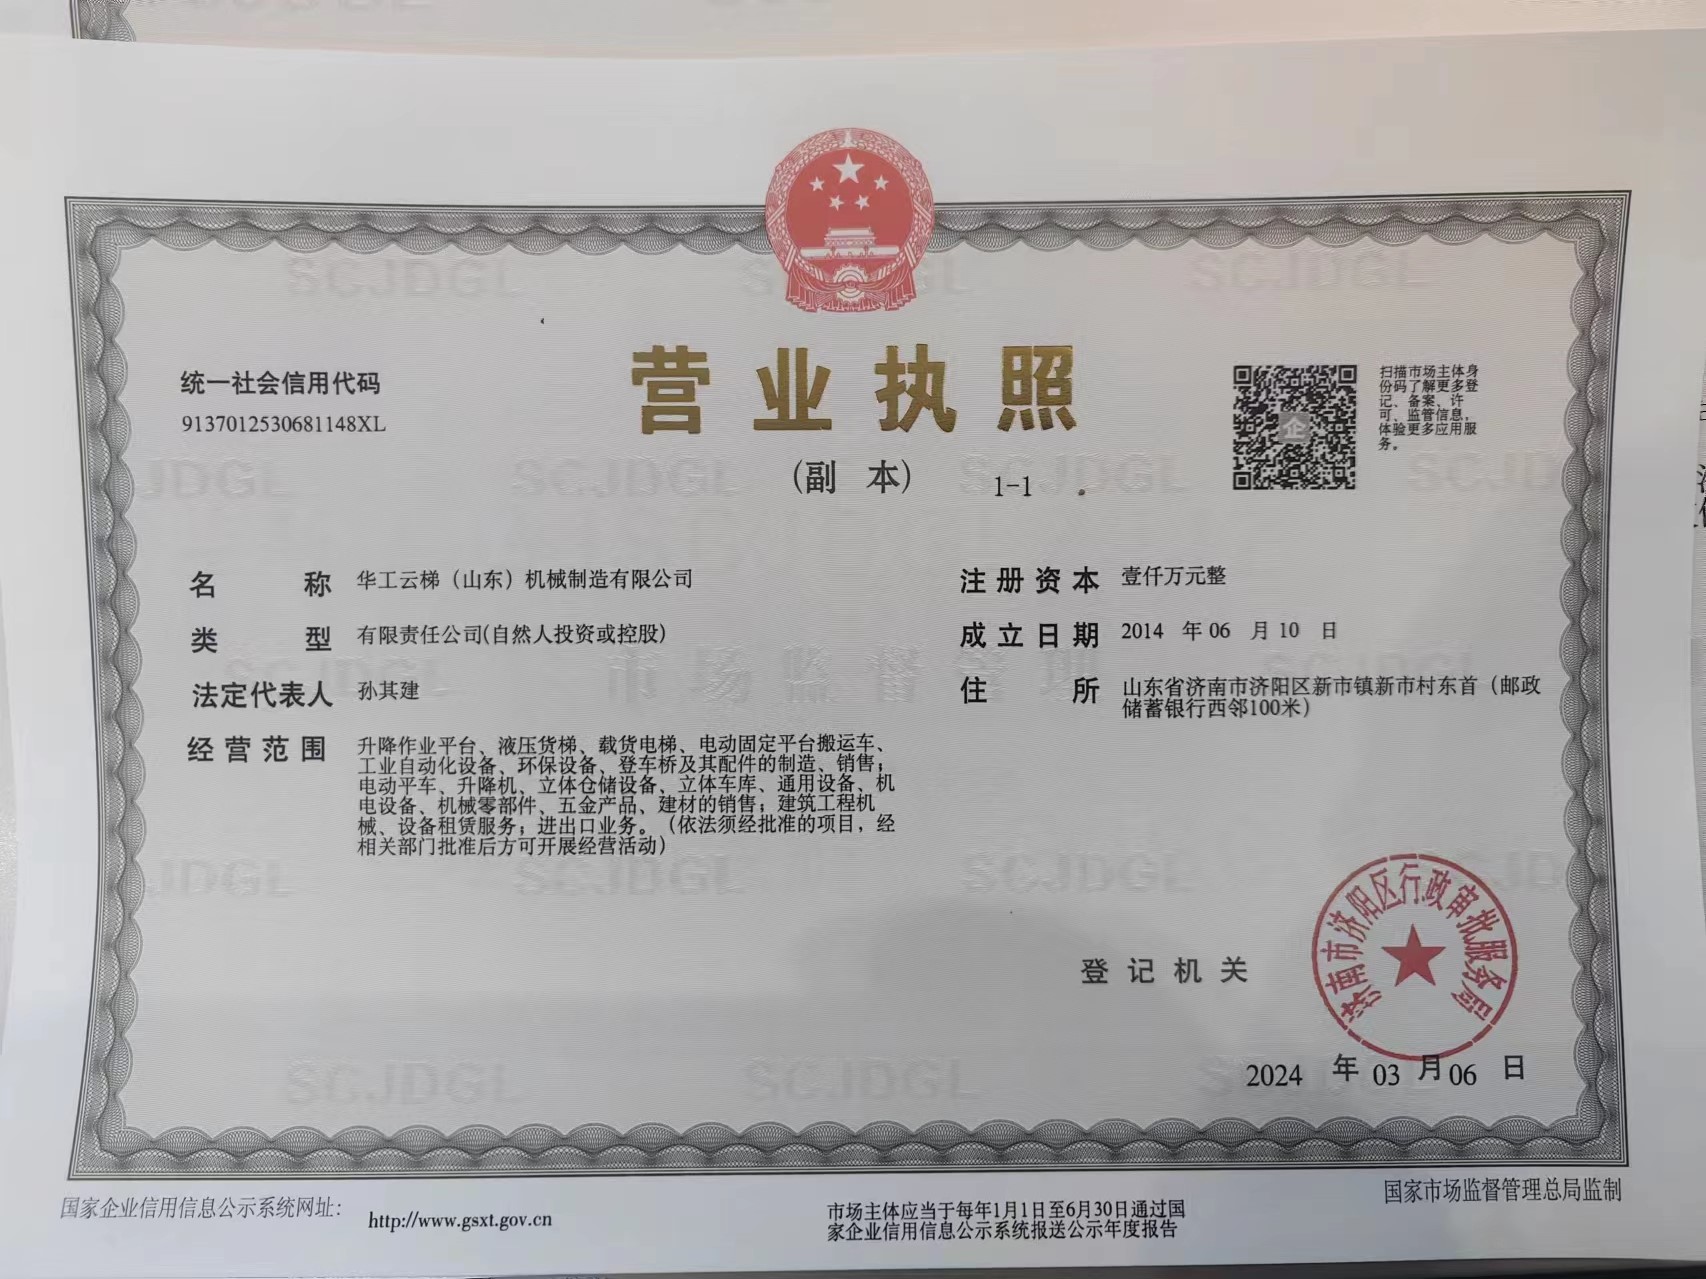 统一社会信用代码
9137012530681148XL
营业执照
(副 本)
1-1
扫描市场主体身
份码了解更多登
记、备案、许
可、监管信息,
体验更多应用服
务。
名 称 华工云梯（山东）机械制造有限公司
类 型 有限责任公司(自然人投资或控股)
法定代表人 孙其建
经营范围 升降作业平台、液压货梯、载货电梯、电动固定平台搬运车、
工业自动化设备、环保设备、登车桥及其配件的制造、销售；
电动平车、升降机、立体仓储设备、立体车库、通用设备、机
电设备、机械零部件、五金产品、建材的销售；建筑工程机
械、设备租赁服务；进出口业务。（依法须经批准的项目，经
相关部门批准后方可开展经营活动）
注册资本 壹仟万元整
成立日期 2014 年 06 月 10 日
住 所 山东省济南市济阳区新市镇新市村东首（邮政
储蓄银行西邻100米）
登记机关
济南市济阳区行政审批服务局
2024 年 03 月 06 日
国家企业信用信息公示系统网址：
http://www.gsxt.gov.cn
市场主体应当于每年1月1日至6月30日通过国
家企业信用信息公示系统报送公示年度报告
国家市场监督管理总局监制
SCJDGL
市场监督管理
企